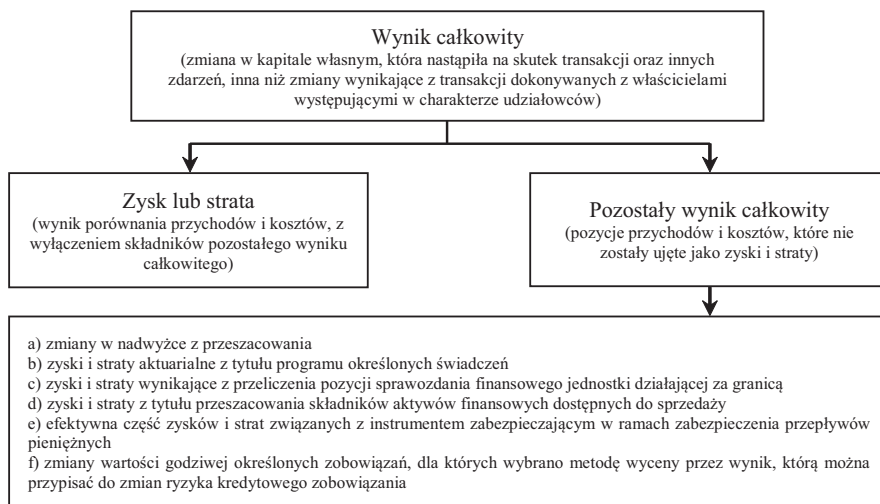 Wynik całkowity
(zmiana w kapitale własnym, która nastąpiła na skutek transakcji oraz innych
zdarzeń, inna niż zmiany wynikające z transakcji dokonywanych z właścicielami
występującymi w charakterze udziałowców)
Zysk lub strata
(wynik porównania przychodów i kosztów, z
wyłączeniem składników pozostałego wyniku
całkowitego)
Pozostały wynik całkowity
(pozycje przychodów i kosztów, które nie
zostały ujęte jako zyski i straty)
a) zmiany w nadwyżce z przeszacowania
b) zyski i straty aktuarialne z tytułu programu określonych świadczeń
c) zyski i straty wynikające z przeliczenia pozycji sprawozdania finansowego jednostki działającej za granicą
d) zyski i straty z tytułu przeszacowania składników aktywów finansowych dostępnych do sprzedaży
e) efektywna część zysków i strat związanych z instrumentem zabezpieczającym w ramach zabezpieczenia przepływów
pieniężnych
f) zmiany wartości godziwej określonych zobowiązań, dla których wybrano metodę wyceny przez wynik, którą można
przypisać do zmian ryzyka kredytowego zobowiązania